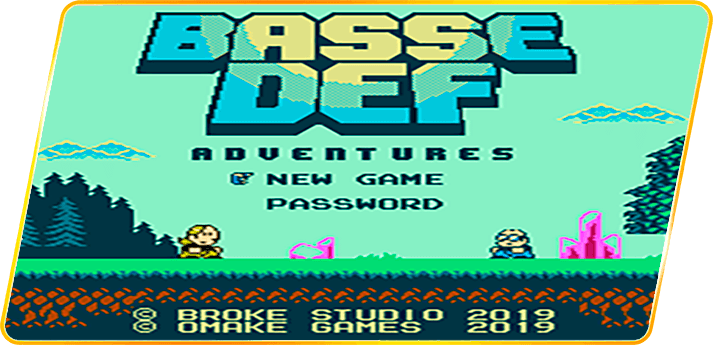 BASSE
DEF
ADVENTURES
NEW GAME
PASSWORD
© BROKE STUDIO 2019
© OMAKE GAMES 2019